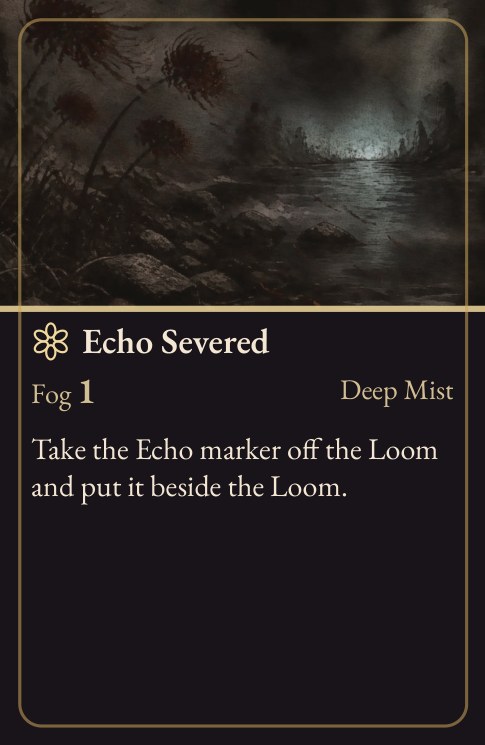 Echo Severed
Fog 1
Deep Mist
Take the Echo marker off the Loom
and put it beside the Loom.